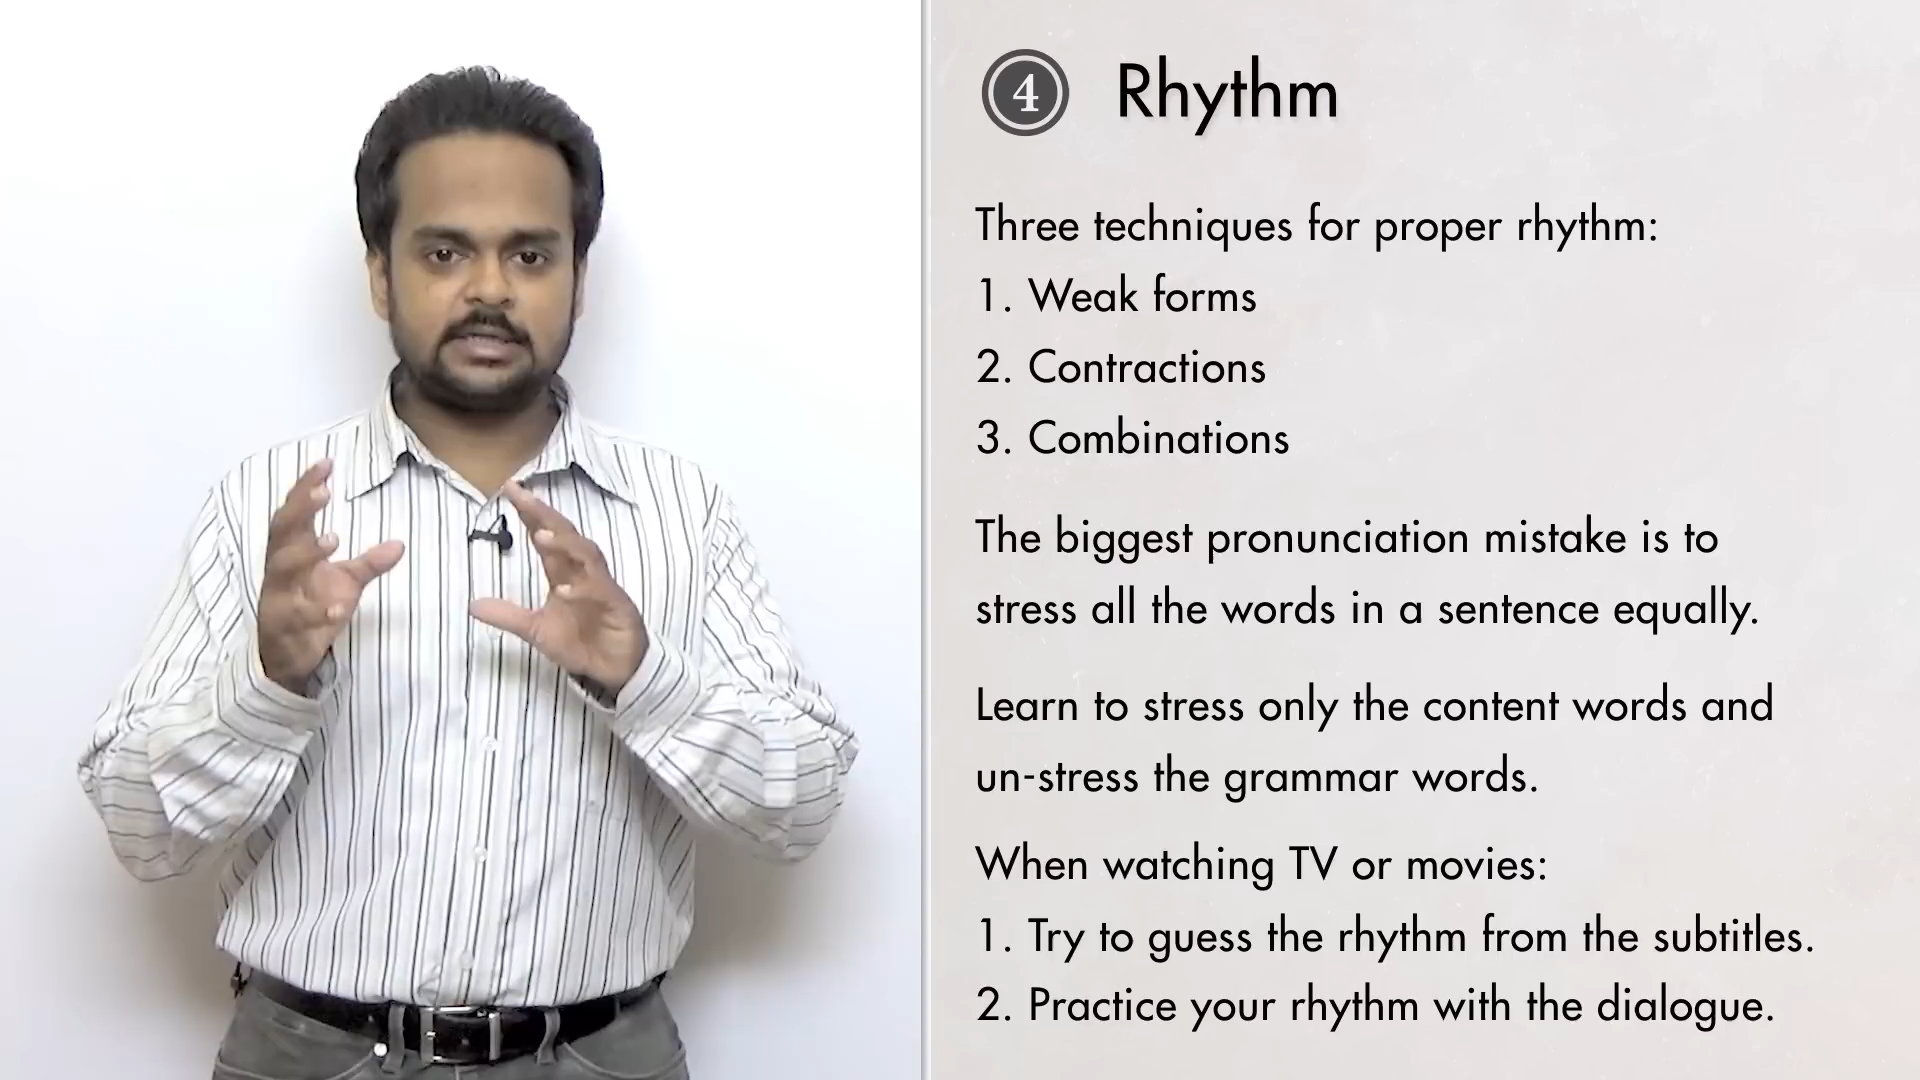 4 Rhythm
Three techniques for proper rhythm:
1. Weak forms
2. Contractions
3. Combinations
The biggest pronunciation mistake is to
stress all the words in a sentence equally.
Learn to stress only the content words and
un-stress the grammar words.
When watching TV or movies:
1. Try to guess the rhythm from the subtitles.
2. Practice your rhythm with the dialogue.